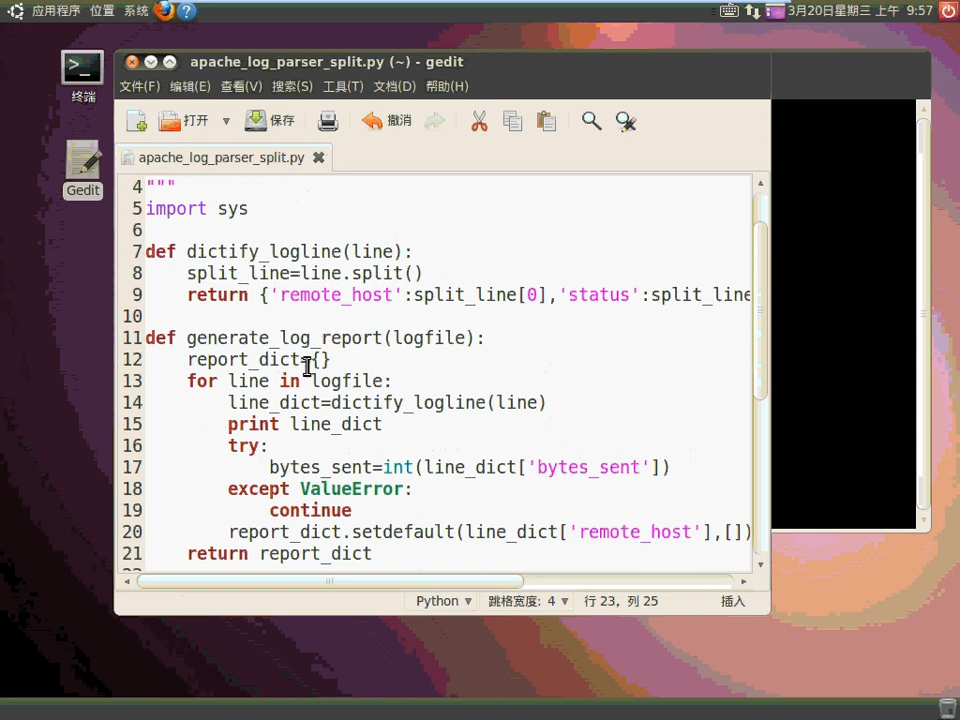 应用程序 位置 系统 3月20日星期三 上午 9:57
apache_log_parser_split.py (~) - gedit
文件(F) 编辑(E) 查看(V) 搜索(S) 工具(T) 文档(D) 帮助(H)
终端
打开 保存 撤消
apache_log_parser_split.py
Gedit
4 """
5 import sys
6
7 def dictify_logline(line):
8     split_line=line.split()
9     return {'remote_host':split_line[0],'status':split_line
10
11 def generate_log_report(logfile):
12     report_dict={}
13     for line in logfile:
14         line_dict=dictify_logline(line)
15         print line_dict
16         try:
17             bytes_sent=int(line_dict['bytes_sent'])
18         except ValueError:
19             continue
20         report_dict.setdefault(line_dict['remote_host'],[])
21     return report_dict
Python 跳格宽度: 4 行 23, 列 25 插入